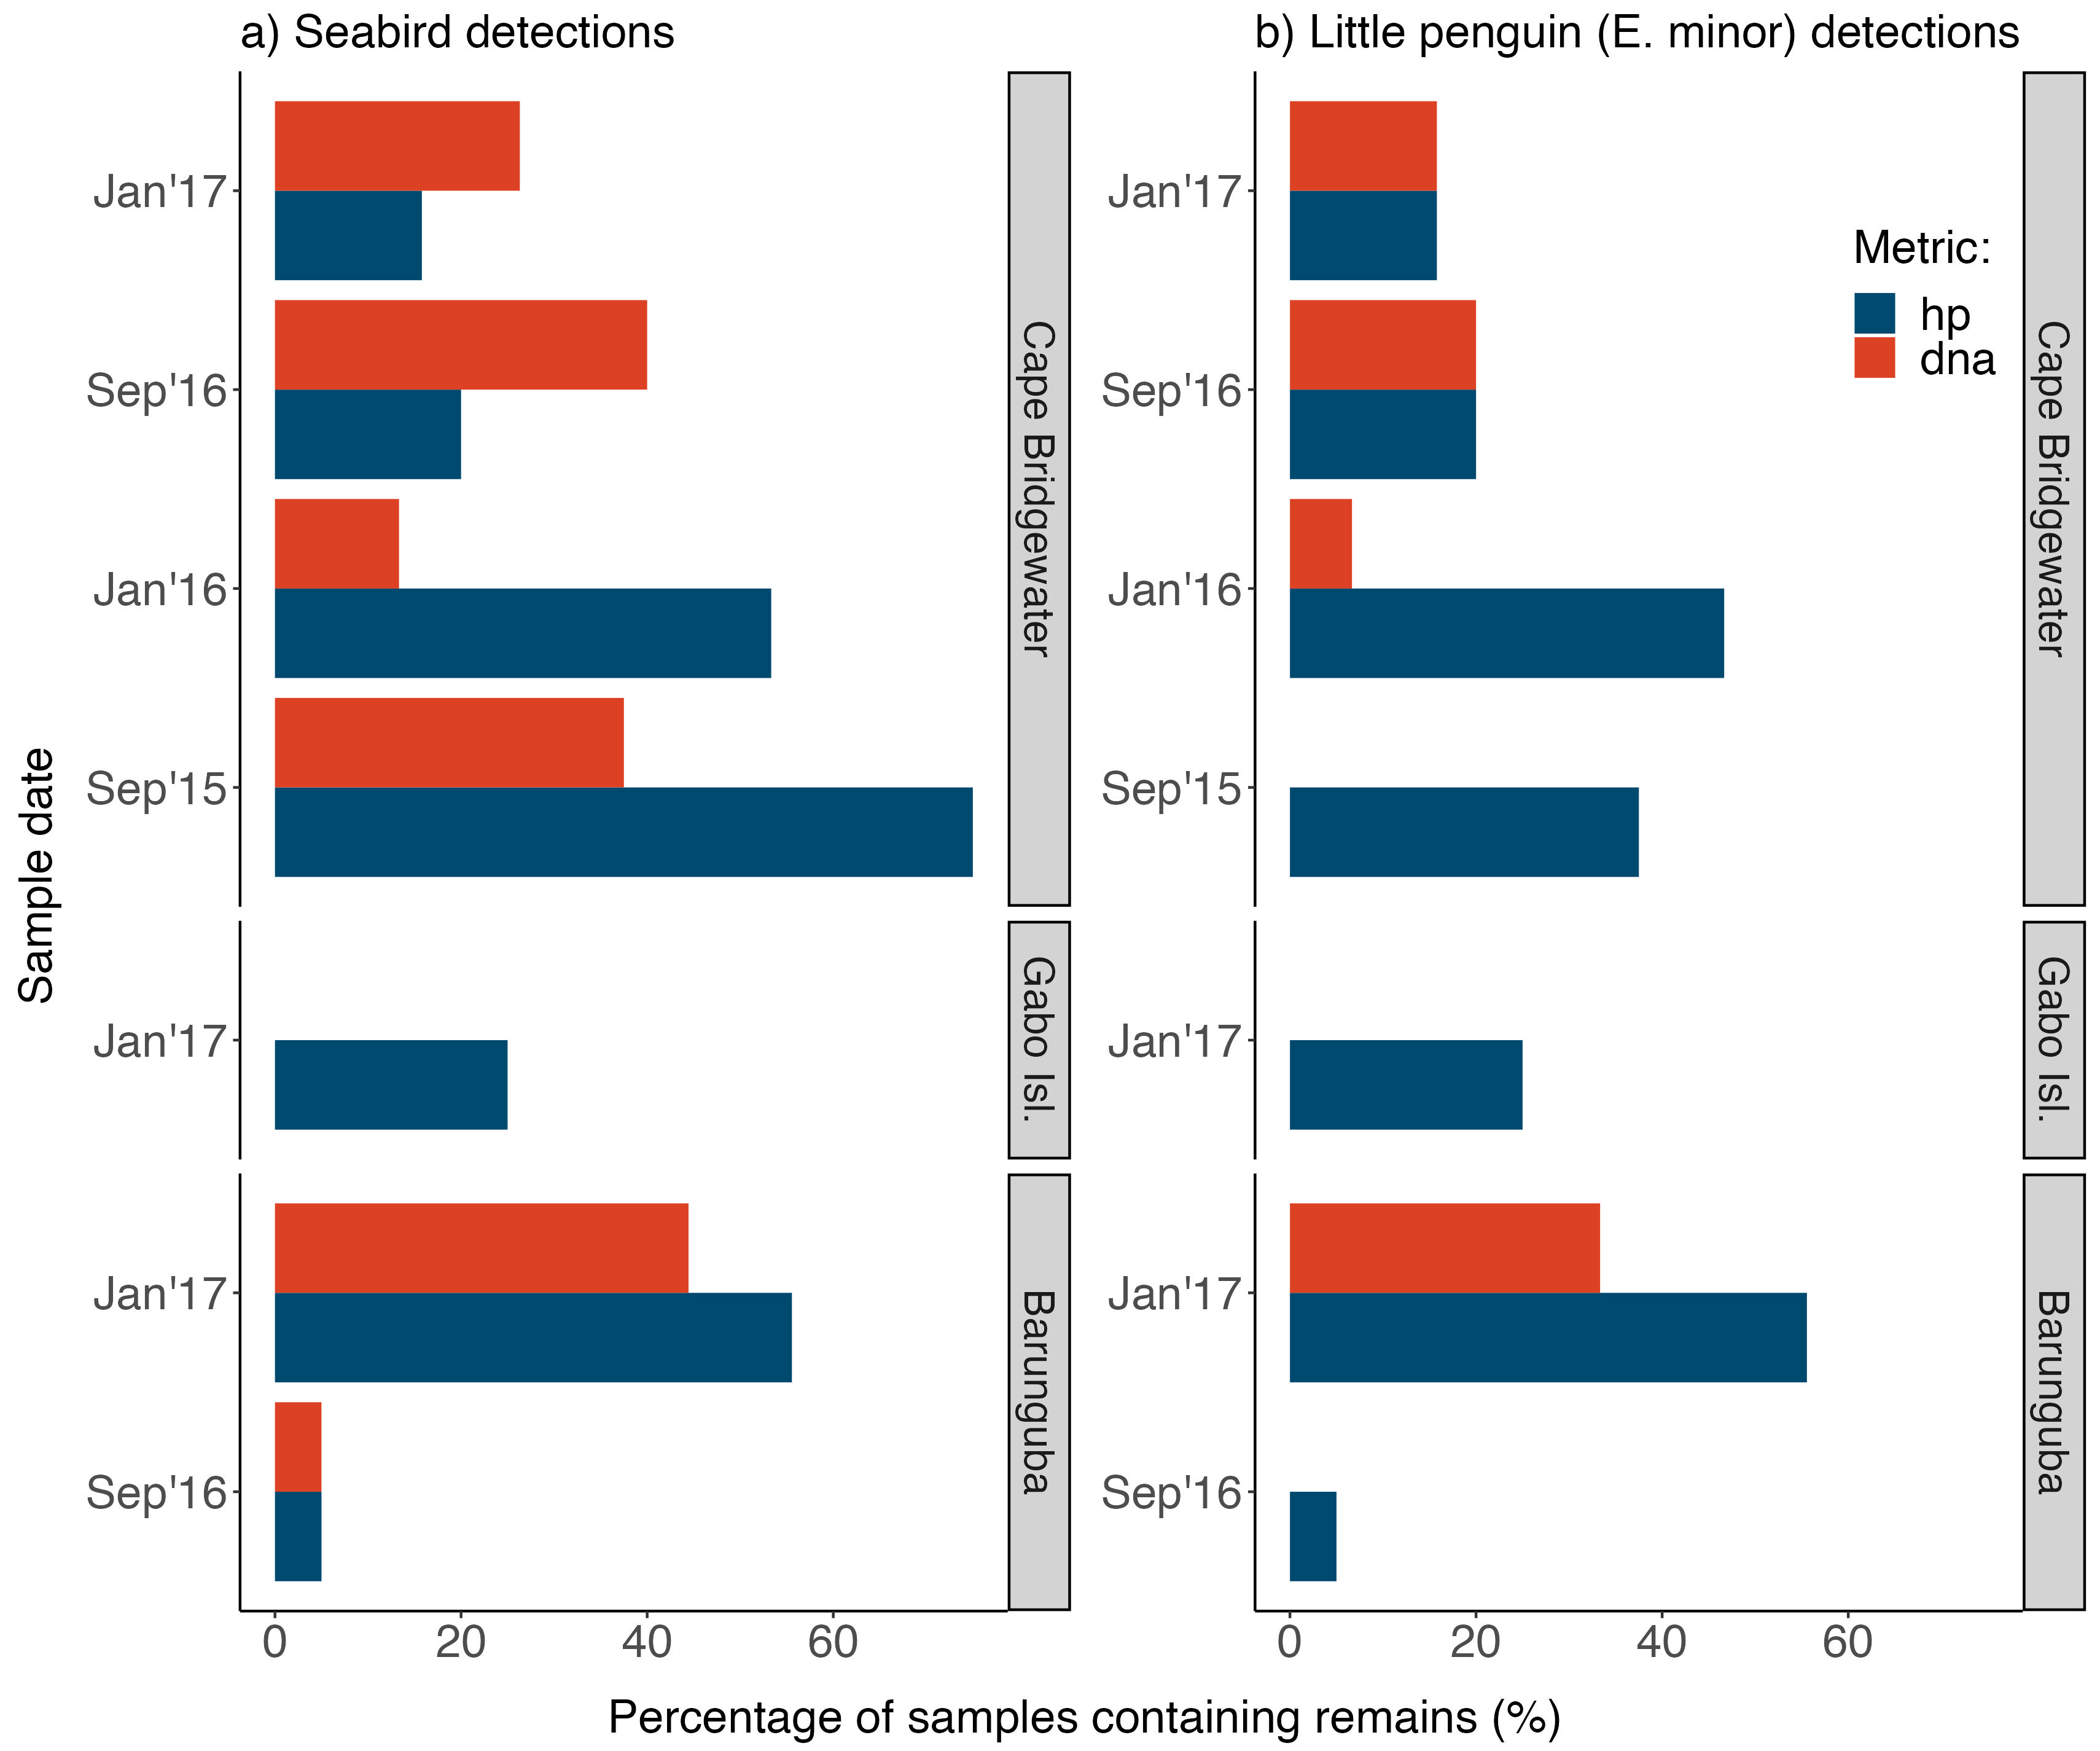 a) Seabird detections
b) Little penguin (E. minor) detections
Jan'17
Sep'16
Jan'16
Sep'15
Cape Bridgewater
Jan'17
Gabo Isl.
Jan'17
Sep'16
Barunguba
Jan'17
Sep'16
Jan'16
Sep'15
Cape Bridgewater
Metric:
hp
dna
Jan'17
Gabo Isl.
Jan'17
Sep'16
Barunguba
Sample date
0 20 40 60
0 20 40 60
Percentage of samples containing remains (%)